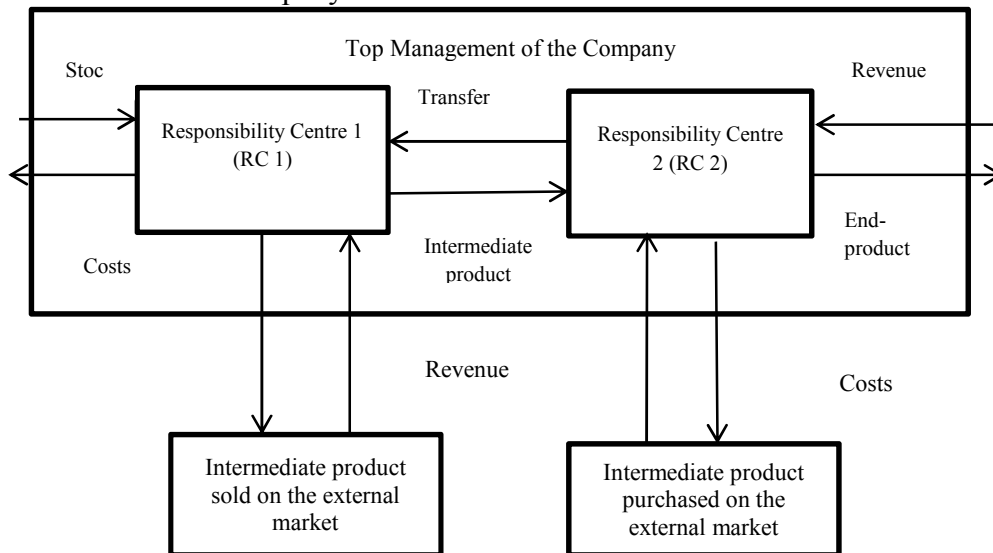 Top Management of the Company
Stoc
Transfer
Revenue
Responsibility Centre 1
(RC 1)
Responsibility Centre
2 (RC 2)
Costs
Intermediate
product
End-
product
Revenue
Costs
Intermediate product
sold on the external
market
Intermediate product
purchased on the
external market